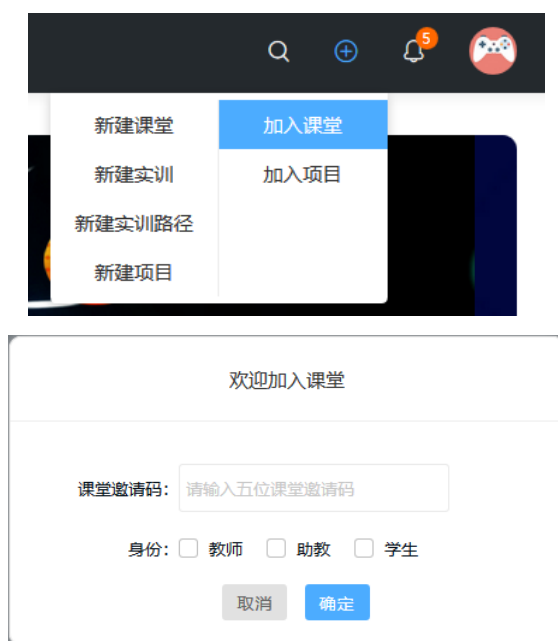 5
新建课堂 加入课堂
新建实训 加入项目
新建实训路径
新建项目
欢迎加入课堂
课堂邀请码: 请输入五位课堂邀请码
身份: 教师 助教 学生
取消 确定